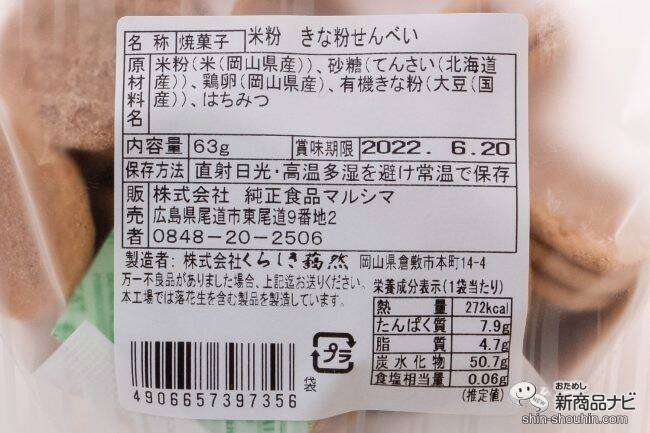 名称 焼菓子 米粉 きな粉せんべい
原材料名 米粉(米(岡山県産))、砂糖(てんさい(北海道
産))、鶏卵(岡山県産)、有機きな粉(大豆(国
産))、はちみつ
内容量 63g 賞味期限 2022. 6.20
保存方法 直射日光・高温多湿を避け常温で保存
販売者 株式会社 純正食品マルシマ
広島県尾道市東尾道9番地2
0848-20-2506
製造者:株式会社くらしき藹然 岡山県倉敷市本町14-4
万一不良品がありました場合、上記迄お送りください。
本工場では落花生を含む製品を製造しています。
栄養成分表示(1袋当たり)
熱量 272kcal
たんぱく質 7.9g
脂質 4.7g
炭水化物 50.7g
食塩相当量 0.06g
(推定値)
プラ
袋
4906657397356
おためし
新商品ナビ
shin-shouhin.com